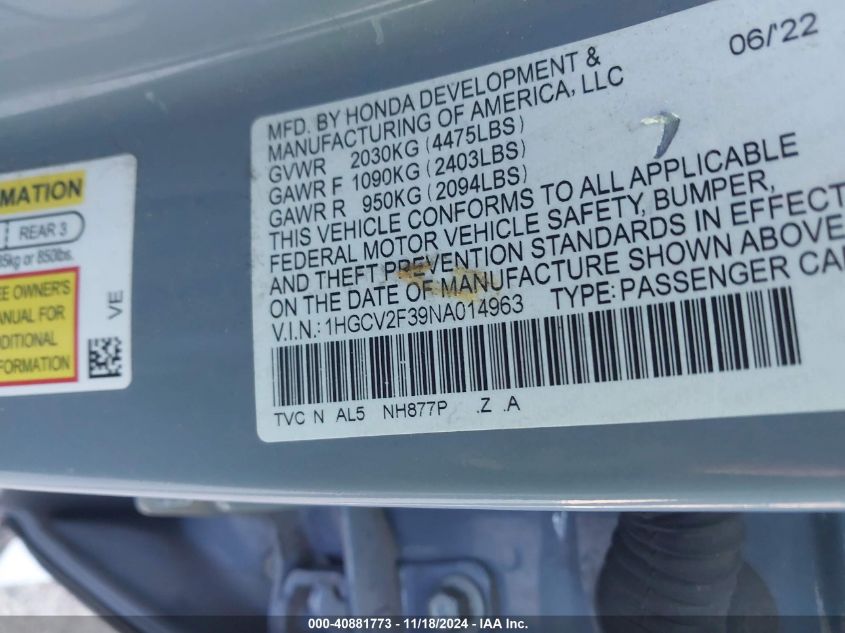 MATION
REAR 3
85kg or 850lbs.
EE OWNER'S
ANUAL FOR
DDITIONAL
FORMATION
VE
06/'22
MFD. BY HONDA DEVELOPMENT &
MANUFACTURING OF AMERICA, LLC
GVWR 2030KG (4475LBS)
GAWR F 1090KG (2403LBS)
GAWR R 950KG (2094LBS)
THIS VEHICLE CONFORMS TO ALL APPLICABLE
FEDERAL MOTOR VEHICLE SAFETY, BUMPER,
AND THEFT PREVENTION STANDARDS IN EFFECT
ON THE DATE OF MANUFACTURE SHOWN ABOVE
V.I.N.: 1HGCV2F39NA014963 TYPE: PASSENGER CA
TVC N AL5 NH877P .Z .A
000-40881773 - 11/18/2024 - IAA Inc.